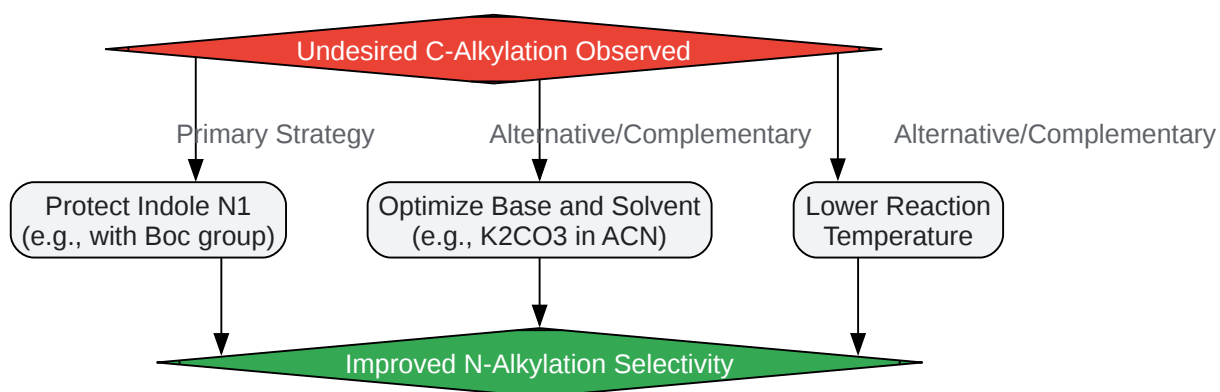 Undesired C-Alkylation Observed
Primary Strategy
Alternative/Complementary
Alternative/Complementary
Protect Indole N1
(e.g., with Boc group)
Optimize Base and Solvent
(e.g., K2CO3 in ACN)
Lower Reaction
Temperature
Improved N-Alkylation Selectivity